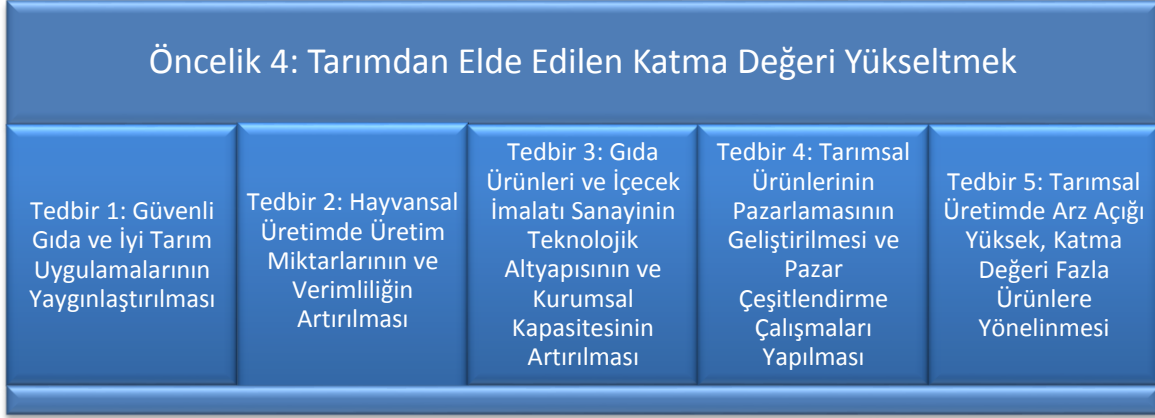 Öncelik 4: Tarımdan Elde Edilen Katma Değeri Yükseltmek
Tedbir 1: Güvenli
Gıda ve İyi Tarım
Uygulamalarının
Yaygınlaştırılması
Tedbir 2: Hayvansal
Üretimde Üretim
Miktarlarının ve
Verimliliğin
Artırılması
Tedbir 3: Gıda
Ürünleri ve İçecek
İmalatı Sanayinin
Teknolojik
Altyapısının ve
Kurumsal
Kapasitesinin
Artırılması
Tedbir 4: Tarımsal
Ürünlerinin
Pazarlamasının
Geliştirilmesi ve
Pazar
Çeşitlendirme
Çalışmaları
Yapılması
Tedbir 5: Tarımsal
Üretimde Arz Açığı
Yüksek, Katma
Değeri Fazla
Ürünlere
Yönelinmesi